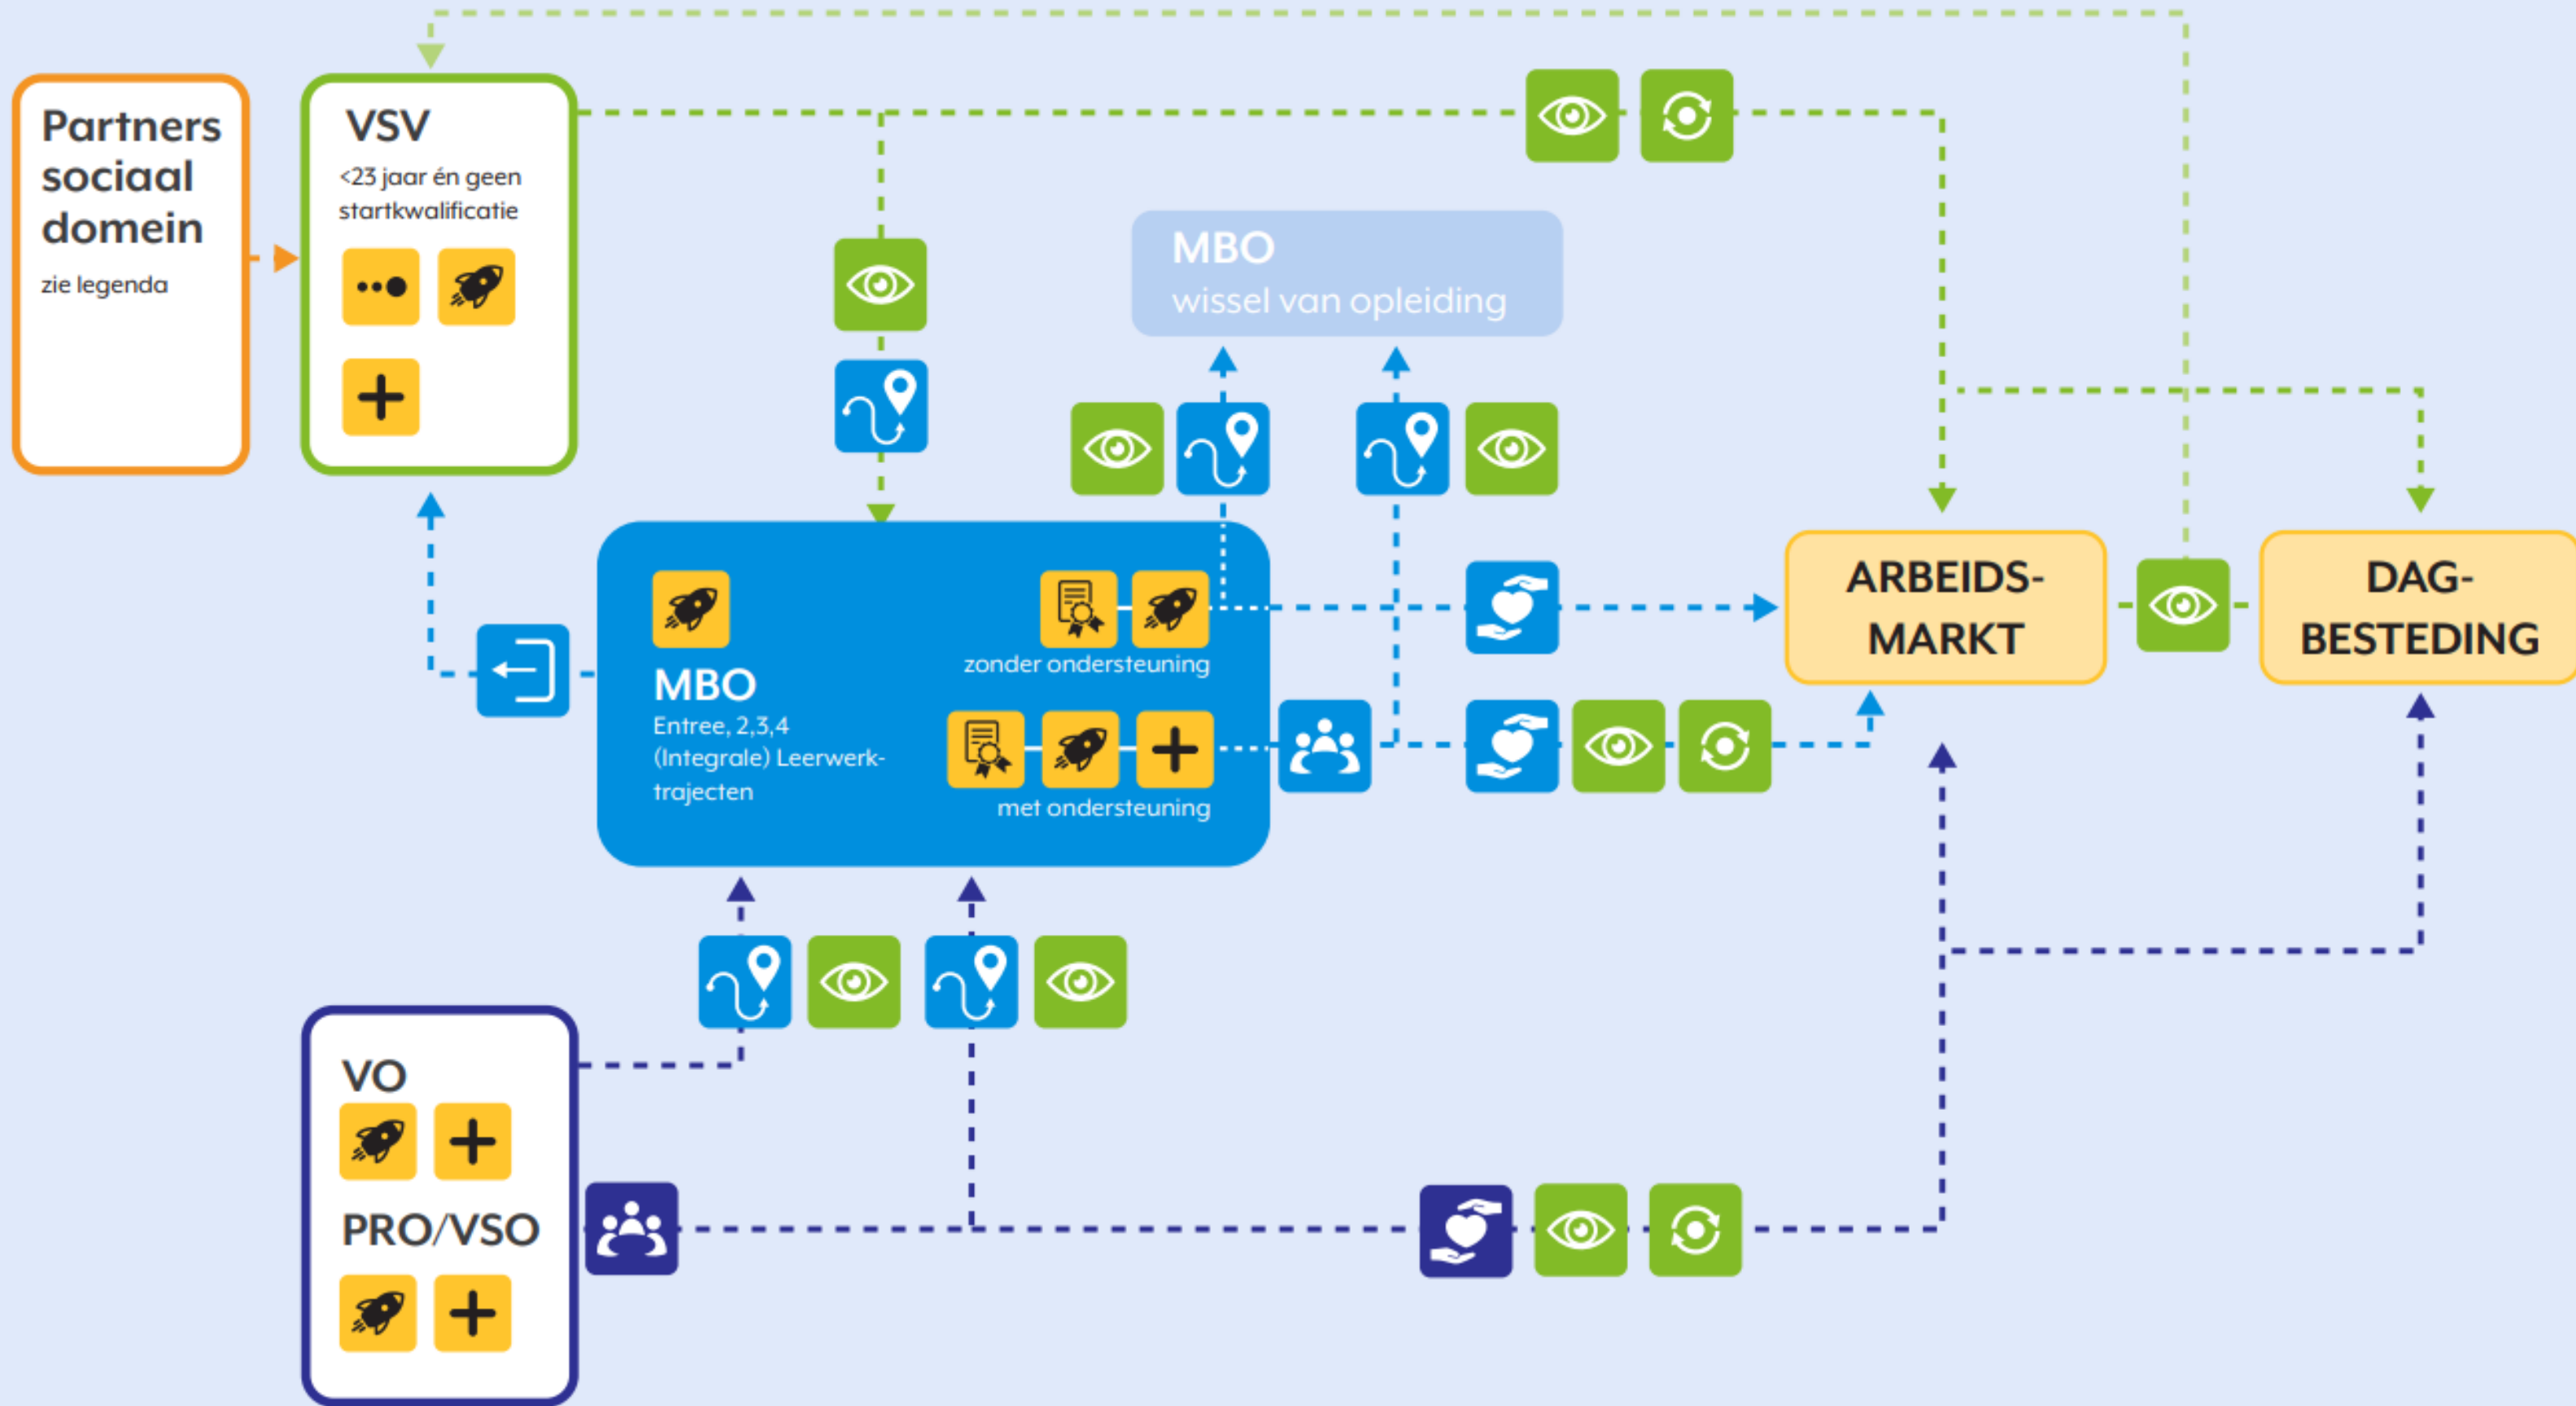 Partners
sociaal
domein
zie legenda
VSV
<23 jaar én geen
startkwalificatie
MBO
wissel van opleiding
zonder ondersteuning
MBO
Entree, 2,3,4
(Integrale) Leerwerk-
trajecten
met ondersteuning
ARBEIDS-
MARKT
DAG-
BESTEDING
VO
PRO/VSO